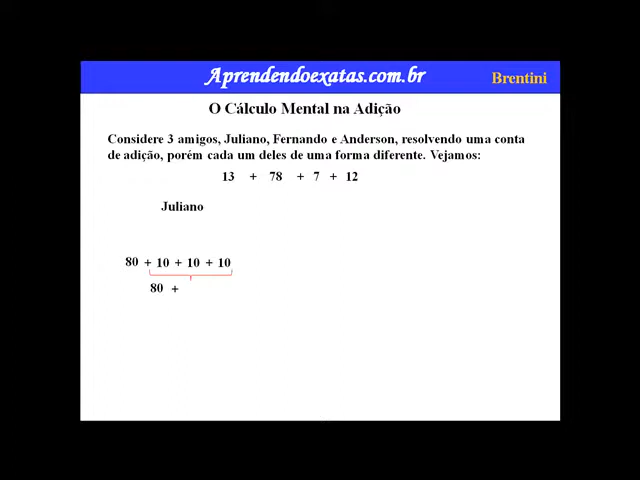 Aprendendoexatas.com.br
Brentini
O Cálculo Mental na Adição
Considere 3 amigos, Juliano, Fernando e Anderson, resolvendo uma conta
de adição, porém cada um deles de uma forma diferente. Vejamos:
13 + 78 + 7 + 12
Juliano
80 + 10 + 10 + 10
80 +